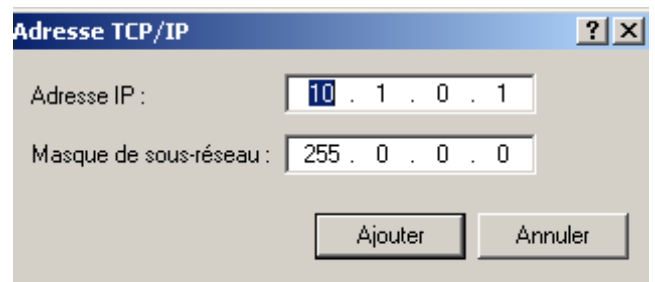 Adresse TCP/IP ? X
Adresse IP : 10 . 1 . 0 . 1
Masque de sous-réseau : 255 . 0 . 0 . 0
Ajouter Annuler